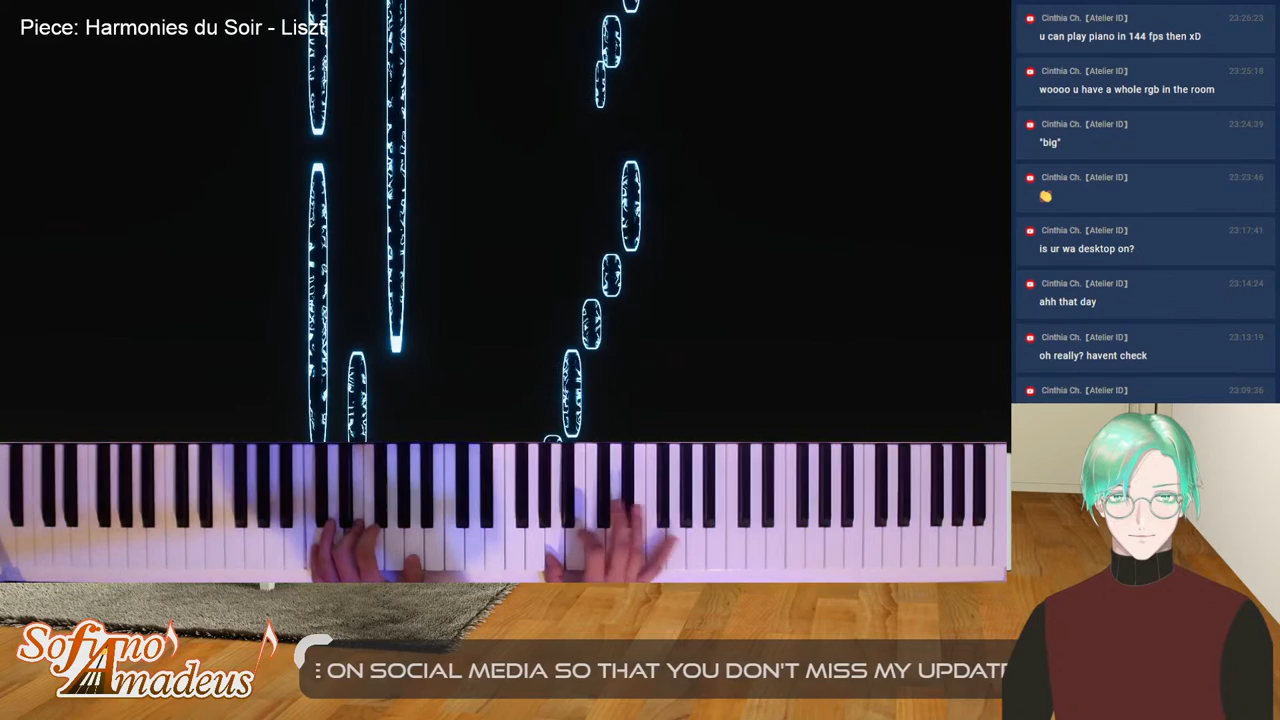 Piece: Harmonies du Soir - Liszt
Cinthia Ch.【Atelier ID】 23:26:23
u can play piano in 144 fps then xD
Cinthia Ch.【Atelier ID】 23:25:18
woooo u have a whole rgb in the room
Cinthia Ch.【Atelier ID】 23:24:39
"big"
Cinthia Ch.【Atelier ID】 23:23:46
Cinthia Ch.【Atelier ID】 23:17:41
is ur wa desktop on?
Cinthia Ch.【Atelier ID】 23:14:24
ahh that day
Cinthia Ch.【Atelier ID】 23:13:19
oh really? havent check
Cinthia Ch.【Atelier ID】 23:09:36
Sofiano
Amadeus
ON SOCIAL MEDIA SO THAT YOU DON'T MISS MY UPDATE